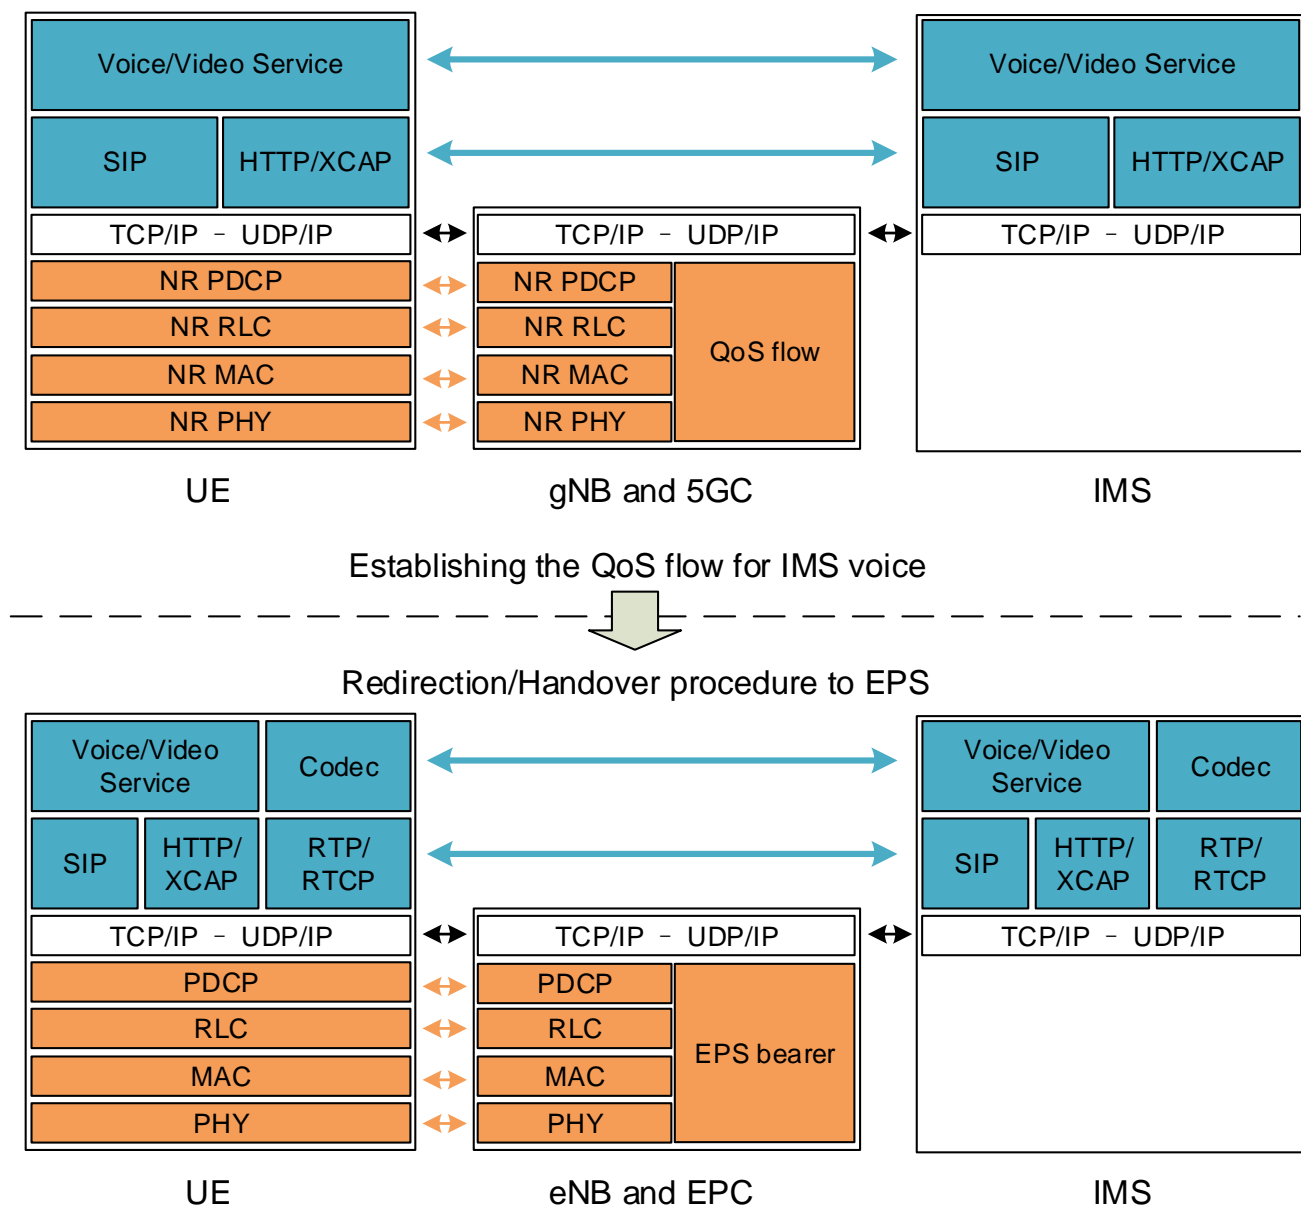 Voice/Video Service
Voice/Video Service
SIP
HTTP/XCAP
SIP
HTTP/XCAP
TCP/IP - UDP/IP
TCP/IP - UDP/IP
TCP/IP - UDP/IP
NR PDCP
NR PDCP
NR RLC
NR RLC
QoS flow
NR MAC
NR MAC
NR PHY
NR PHY
UE
gNB and 5GC
IMS
Establishing the QoS flow for IMS voice
Redirection/Handover procedure to EPS
Voice/Video
Service
Codec
Voice/Video
Service
Codec
SIP
HTTP/
XCAP
RTP/
RTCP
SIP
HTTP/
XCAP
RTP/
RTCP
TCP/IP - UDP/IP
TCP/IP - UDP/IP
TCP/IP - UDP/IP
PDCP
PDCP
RLC
RLC
EPS bearer
MAC
MAC
PHY
PHY
UE
eNB and EPC
IMS